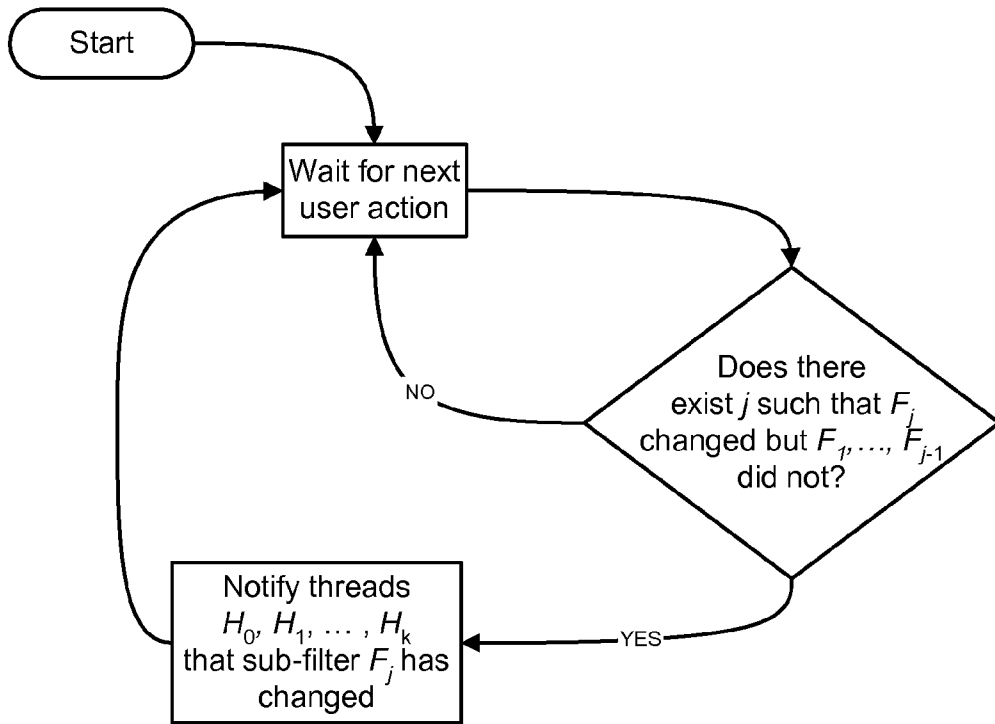 Start
Wait for next
user action
Does there
exist j such that Fj
changed but F1,..., Fj-1
did not?
NO
YES
Notify threads
H0, H1, ... , Hk
that sub-filter Fj has
changed